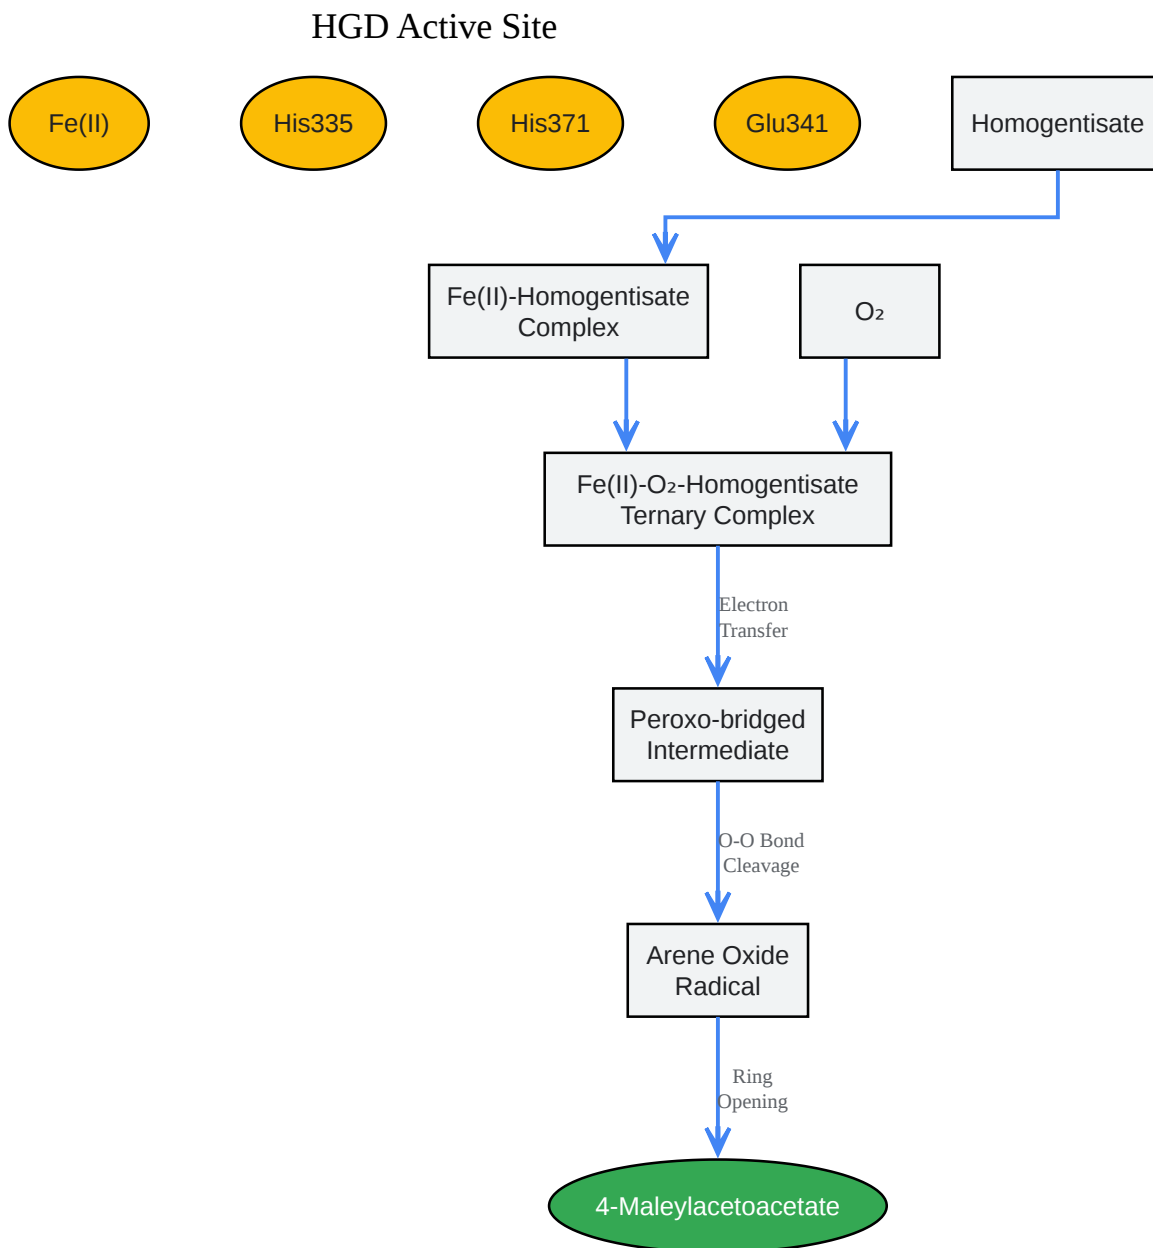 HGD Active Site
Fe(II)
His335
His371
Glu341
Homogentisate
Fe(II)-Homogentisate
Complex
O₂
Fe(II)-O₂-Homogentisate
Ternary Complex
Electron
Transfer
Peroxo-bridged
Intermediate
O-O Bond
Cleavage
Arene Oxide
Radical
Ring
Opening
4-Maleylacetoacetate